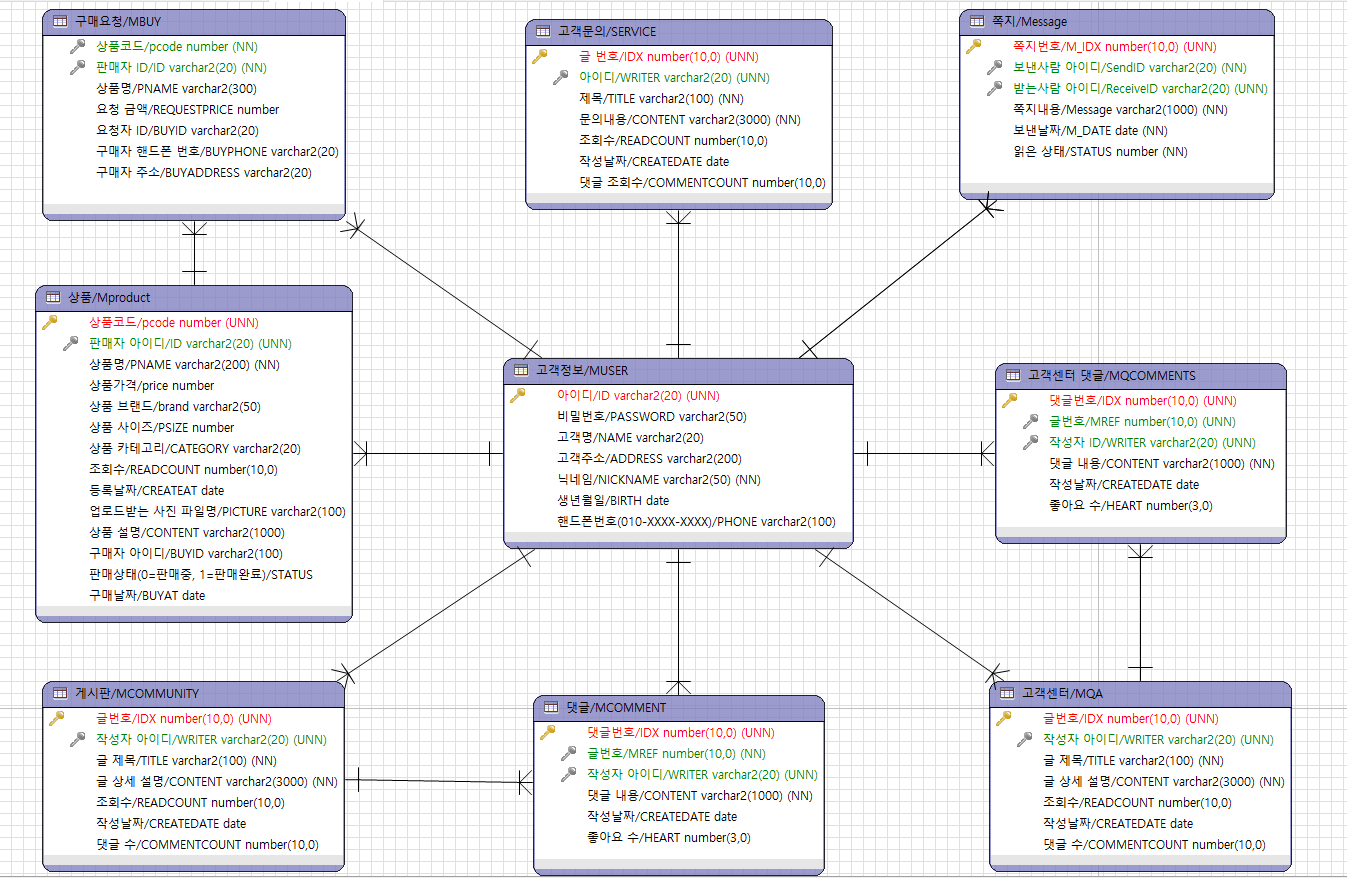 구매요청/MBUY
상품코드/pcode number (NN)
판매자 ID/ID varchar2(20) (NN)
상품명/PNAME varchar2(300)
요청 금액/REQUESTPRICE number
요청자 ID/BUYID varchar2(20)
구매자 핸드폰 번호/BUYPHONE varchar2(20)
구매자 주소/BUYADDRESS varchar2(20)
고객문의/SERVICE
글 번호/IDX number(10,0) (UNN)
아이디/WRITER varchar2(20) (UNN)
제목/TITLE varchar2(100) (NN)
문의내용/CONTENT varchar2(3000) (NN)
조회수/READCOUNT number(10,0)
작성날짜/CREATEDATE date
댓글 조회수/COMMENTCOUNT number(10,0)
쪽지/Message
쪽지번호/M_IDX number(10,0) (UNN)
보낸사람 아이디/SendID varchar2(20) (NN)
받는사람 아이디/ReceiveID varchar2(20) (UNN)
쪽지내용/Message varchar2(1000) (NN)
보낸날짜/M_DATE date (NN)
읽은 상태/STATUS number (NN)
상품/Mproduct
상품코드/pcode number (UNN)
판매자 아이디/ID varchar2(20) (UNN)
상품명/PNAME varchar2(200) (NN)
상품가격/price number
상품 브랜드/brand varchar2(50)
상품 사이즈/PSIZE number
상품 카테고리/CATEGORY varchar2(20)
조회수/READCOUNT number(10,0)
등록날짜/CREATEAT date
업로드받는 사진 파일명/PICTURE varchar2(100)
상품 설명/CONTENT varchar2(1000)
구매자 아이디/BUYID varchar2(100)
판매상태(0=판매중, 1=판매완료)/STATUS
구매날짜/BUYAT date
고객정보/MUSER
아이디/ID varchar2(20) (UNN)
비밀번호/PASSWORD varchar2(50)
고객명/NAME varchar2(20)
고객주소/ADDRESS varchar2(200)
닉네임/NICKNAME varchar2(50) (NN)
생년월일/BIRTH date
핸드폰번호(010-XXXX-XXXX)/PHONE varchar2(100)
고객센터 댓글/MQCOMMENTS
댓글번호/IDX number(10,0) (UNN)
글번호/MREF number(10,0) (UNN)
작성자 ID/WRITER varchar2(20) (UNN)
댓글 내용/CONTENT varchar2(1000) (NN)
작성날짜/CREATEDATE date
좋아요 수/HEART number(3,0)
게시판/MCOMMUNITY
글번호/IDX number(10,0) (UNN)
작성자 아이디/WRITER varchar2(20) (UNN)
글 제목/TITLE varchar2(100) (NN)
글 상세 설명/CONTENT varchar2(3000) (NN)
조회수/READCOUNT number(10,0)
작성날짜/CREATEDATE date
댓글 수/COMMENTCOUNT number(10,0)
댓글/MCOMMENT
댓글번호/IDX number(10,0) (UNN)
글번호/MREF number(10,0) (NN)
작성자 아이디/WRITER varchar2(20) (UNN)
댓글 내용/CONTENT varchar2(1000) (NN)
작성날짜/CREATEDATE date
좋아요 수/HEART number(3,0)
고객센터/MQA
글번호/IDX number(10,0) (UNN)
작성자 아이디/WRITER varchar2(20) (UNN)
글 제목/TITLE varchar2(100) (NN)
글 상세 설명/CONTENT varchar2(3000) (NN)
조회수/READCOUNT number(10,0)
작성날짜/CREATEDATE date
댓글 수/COMMENTCOUNT number(10,0)